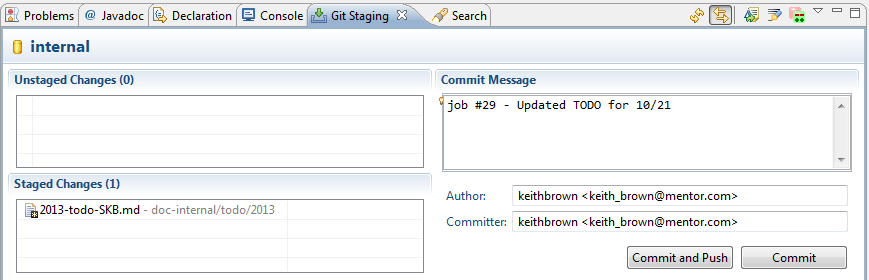 Problems @ Javadoc Declaration Console Git Staging Search
internal
Unstaged Changes (0)
Commit Message
job #29 - Updated TODO for 10/21
Staged Changes (1)
2013-todo-SKB.md - doc-internal/todo/2013
Author: keithbrown <keith_brown@mentor.com>
Committer: keithbrown <keith_brown@mentor.com>
Commit and Push Commit